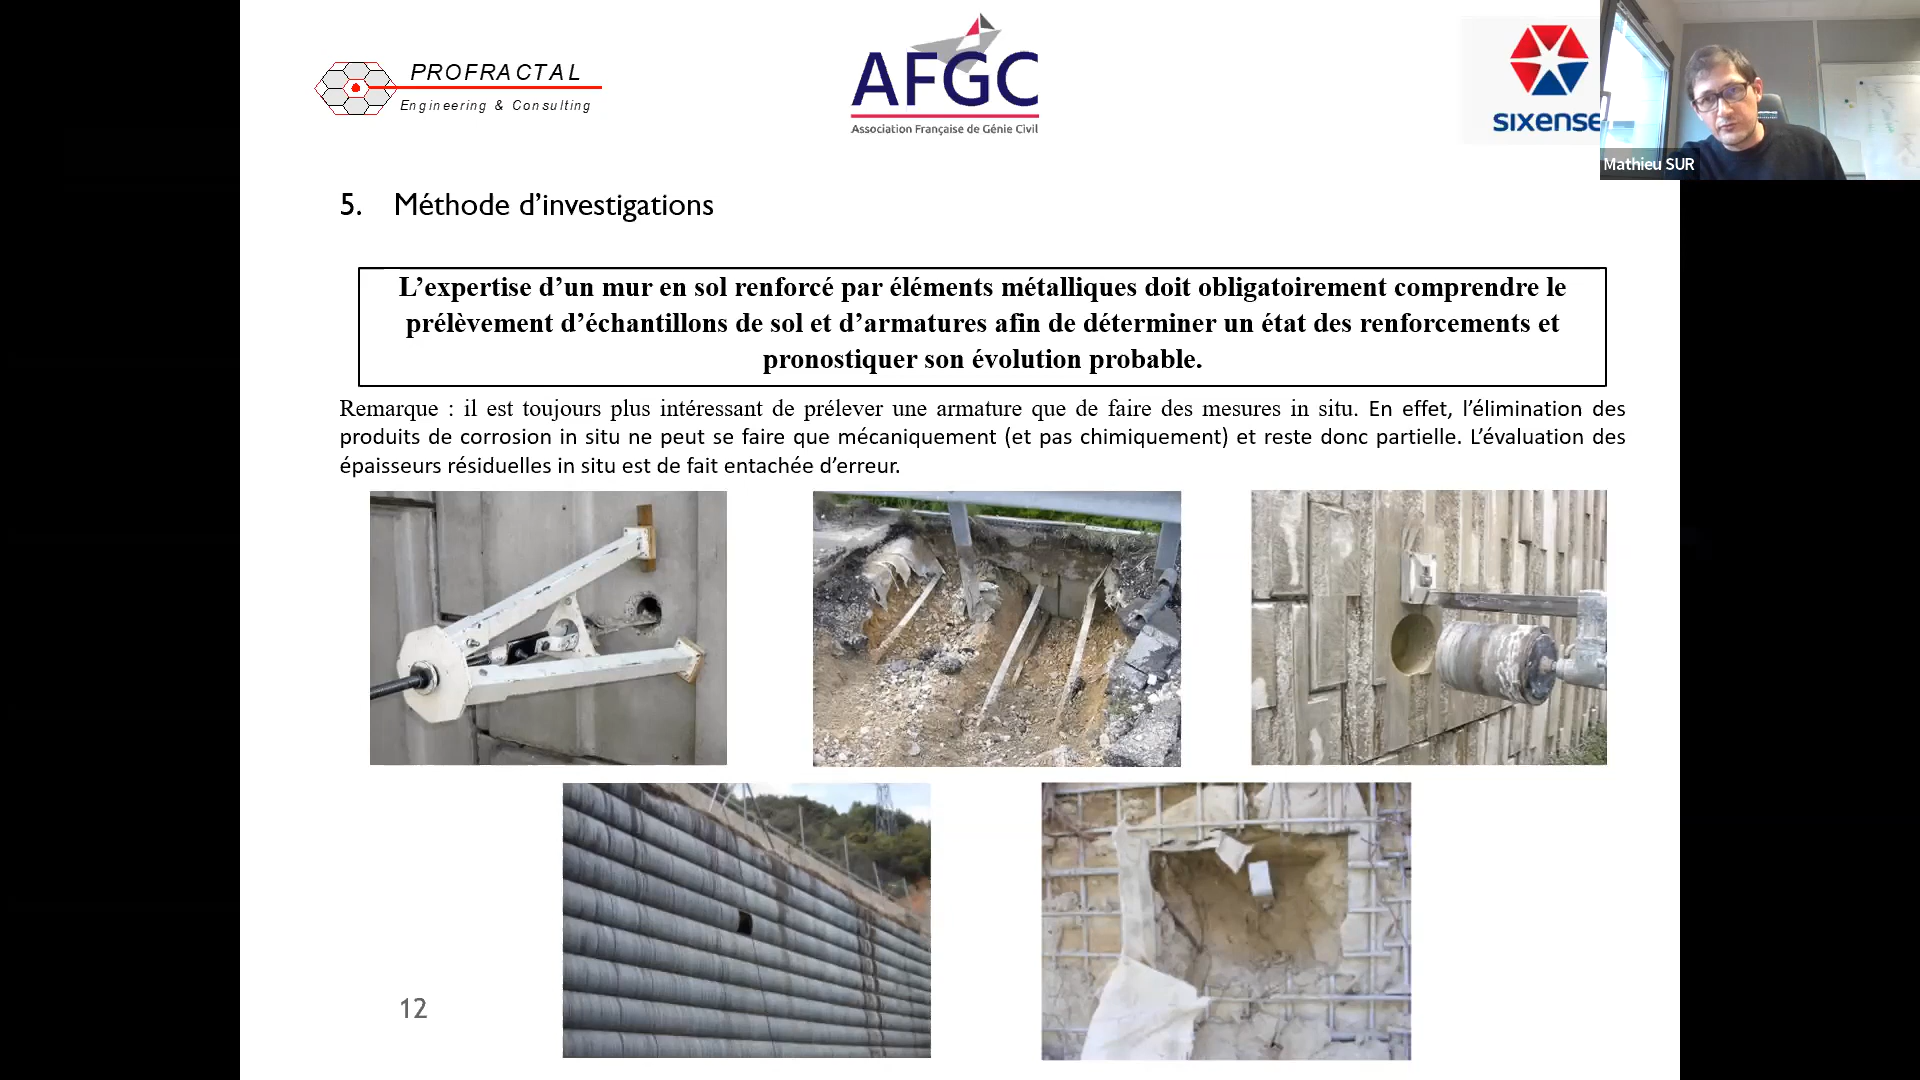 PROFRACTAL
Engineering & Consulting
AFGC
Association Française de Génie Civil
sixense
Mathieu SUR
5. Méthode d’investigations
L’expertise d’un mur en sol renforcé par éléments métalliques doit obligatoirement comprendre le
prélèvement d’échantillons de sol et d’armatures afin de déterminer un état des renforcements et
pronostiquer son évolution probable.
Remarque : il est toujours plus intéressant de prélever une armature que de faire des mesures in situ. En effet, l’élimination des
produits de corrosion in situ ne peut se faire que mécaniquement (et pas chimiquement) et reste donc partielle. L’évaluation des
épaisseurs résiduelles in situ est de fait entachée d’erreur.
12